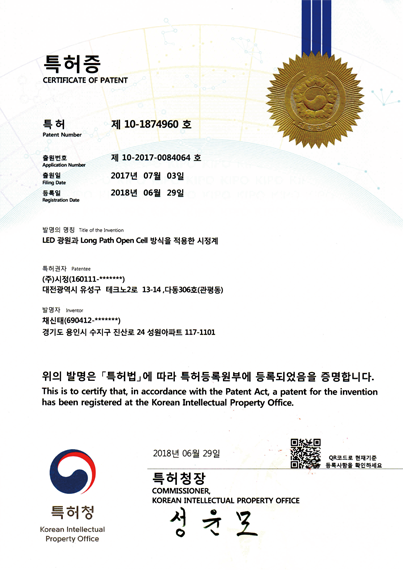 특허증
CERTIFICATE OF PATENT
특 허 제 10-1874960 호
Patent Number
출원번호 제 10-2017-0084064 호
Application Number
출원일 2017년 07월 03일
Filing Date
등록일 2018년 06월 29일
Registration Date
발명의 명칭 Title of the Invention
LED 광원과 Long Path Open Cell 방식을 적용한 시정계
특허권자 Patentee
(주)시정(160111-*******)
대전광역시 유성구 테크노2로 13-14 ,다동306호(관평동)
발명자 Inventor
채신태(690412-*******)
경기도 용인시 수지구 진산로 24 성원아파트 117-1101
위의 발명은 「특허법」에 따라 특허등록원부에 등록되었음을 증명합니다.
This is to certify that, in accordance with the Patent Act, a patent for the invention
has been registered at the Korean Intellectual Property Office.
2018년 06월 29일
QR코드로 현재기준
등록사항을 확인하세요
특허청장
COMMISSIONER,
KOREAN INTELLECTUAL PROPERTY OFFICE
성윤모
특허청
Korean Intellectual
Property Office